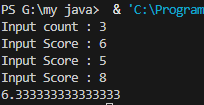 PS G:\my java>  & 'C:\Program
Input count : 3
Input Score : 6
Input Score : 5
Input Score : 8
6.333333333333333